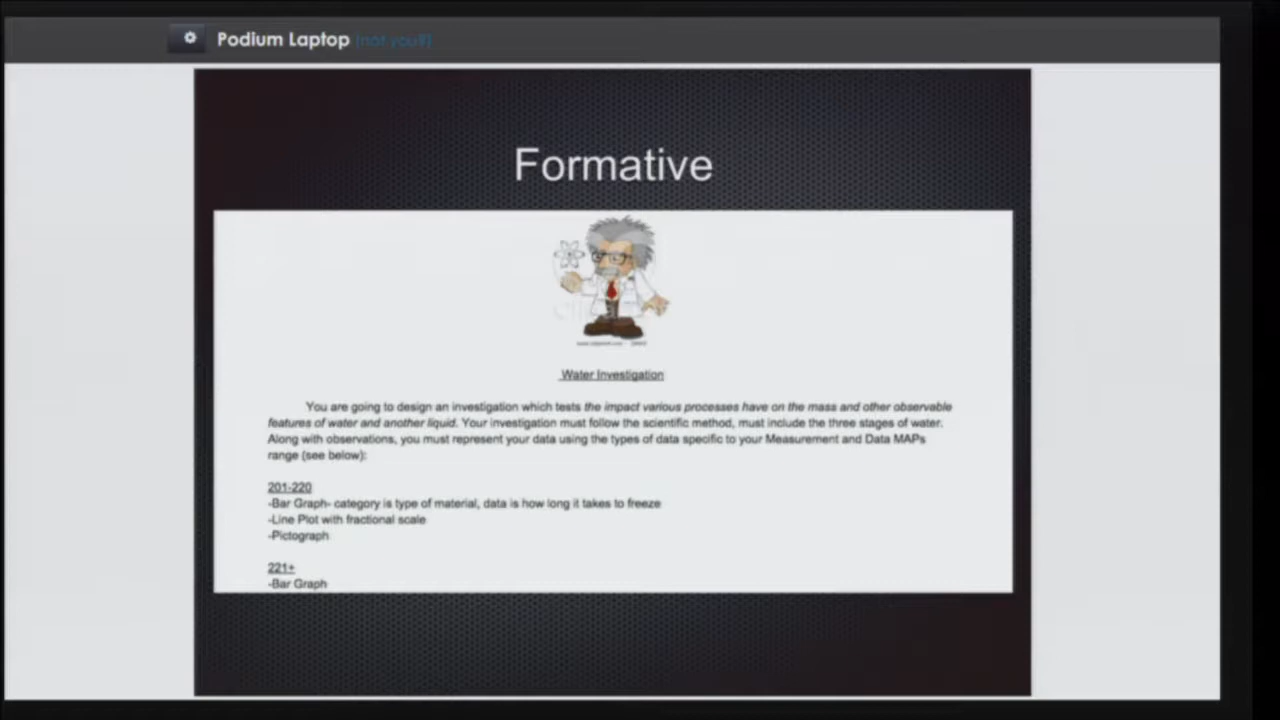 Podium Laptop (not you?)
Formative
Water Investigation
You are going to design an investigation which tests the impact various processes have on the mass and other observable
features of water and another liquid. Your investigation must follow the scientific method, must include the three stages of water.
Along with observations, you must represent your data using the types of data specific to your Measurement and Data MAPs
range (see below):
201-220
-Bar Graph- category is type of material, data is how long it takes to freeze
-Line Plot with fractional scale
-Pictograph
221+
-Bar Graph